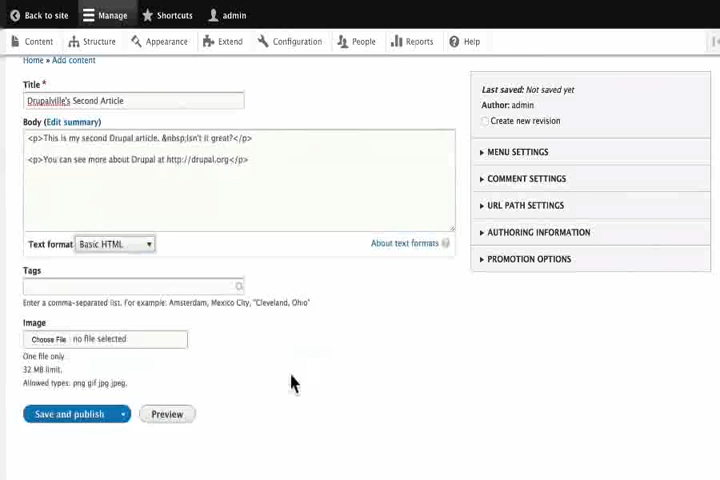 Back to site Manage Shortcuts admin
Content Structure Appearance Extend Configuration People Reports Help
Home » Add content
Title *
Drupalville's Second Article
Body (Edit summary)
<p>This is my second Drupal article. &nbsp;Isn't it great?</p>
<p>You can see more about Drupal at http://drupal.org</p>
Text format Basic HTML
About text formats
Tags
Enter a comma-separated list. For example: Amsterdam, Mexico City, "Cleveland, Ohio"
Image
Choose File no file selected
One file only.
32 MB limit.
Allowed types: png gif jpg jpeg.
Save and publish Preview
Last saved: Not saved yet
Author: admin
Create new revision
MENU SETTINGS
COMMENT SETTINGS
URL PATH SETTINGS
AUTHORING INFORMATION
PROMOTION OPTIONS